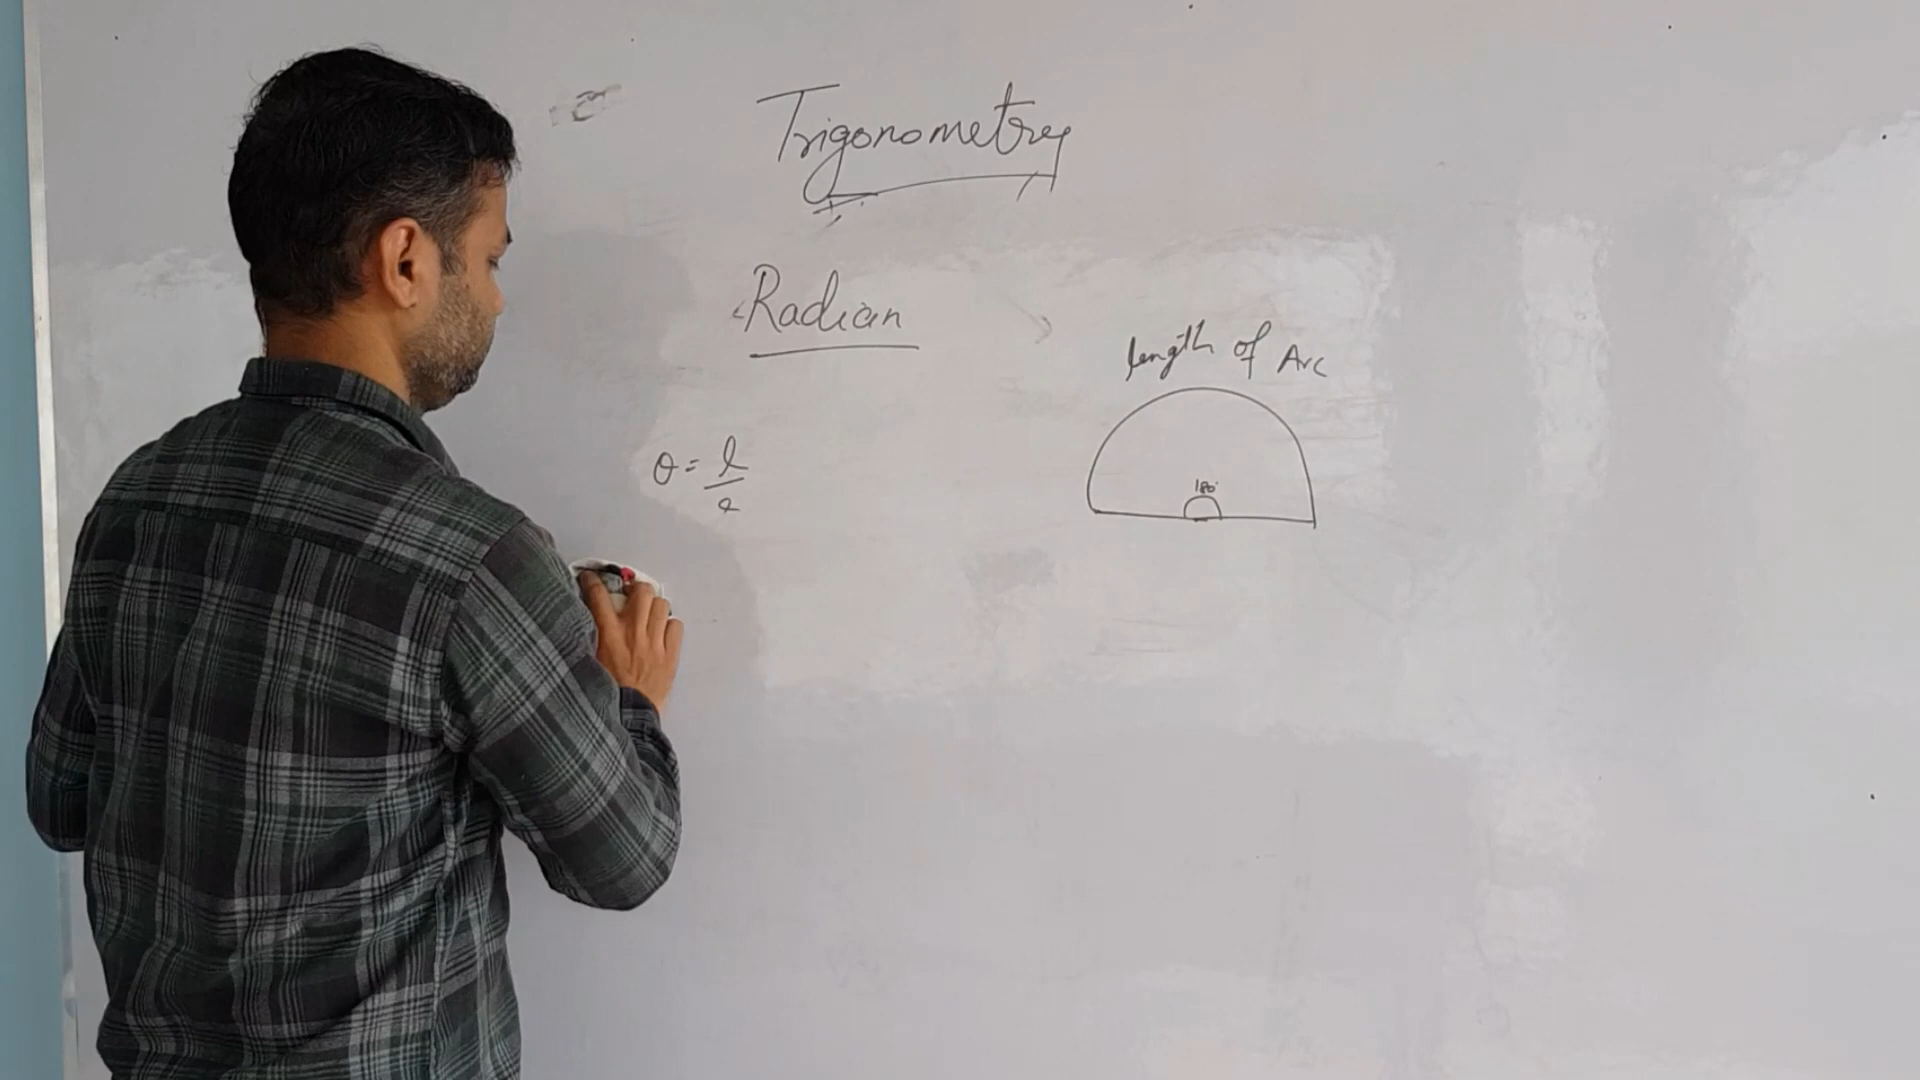 Trigonometry
Radian
length of Arc
θ = l/r
180°